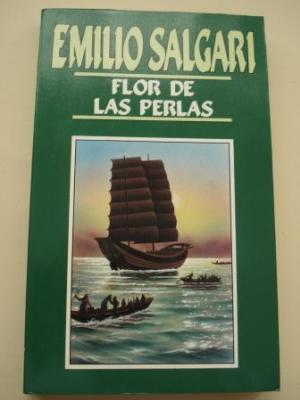 EMILIO SALGARI
FLOR DE
LAS PERLAS